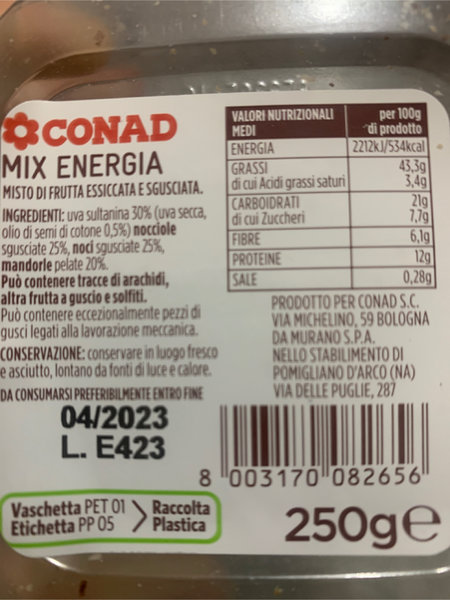 CONAD
MIX ENERGIA
MISTO DI FRUTTA ESSICCATA E SGUSCIATA.
INGREDIENTI: uva sultanina 30% (uva secca,
olio di semi di cotone 0,5%) nocciole
sgusciate 25%, noci sgusciate 25%,
mandorle pelate 20%.
Può contenere tracce di arachidi,
altra frutta a guscio e solfiti.
Può contenere eccezionalmente pezzi di
gusci legati alla lavorazione meccanica.
CONSERVAZIONE: conservare in luogo fresco
e asciutto, lontano da fonti di luce e calore.
DA CONSUMARSI PREFERIBILMENTE ENTRO FINE
04/2023
L. E423
Vaschetta PET 01
Etichetta PP 05
Raccolta
Plastica
VALORI NUTRIZIONALI MEDI per 100g di prodotto
ENERGIA 2212kJ/534kcal
GRASSI 43,3g
di cui Acidi grassi saturi 3,4g
CARBOIDRATI 21g
di cui Zuccheri 7,7g
FIBRE 6,1g
PROTEINE 12g
SALE 0,28g
PRODOTTO PER CONAD S.C.
VIA MICHELINO, 59 BOLOGNA
DA MURANO S.P.A.
NELLO STABILIMENTO DI
POMIGLIANO D'ARCO (NA)
VIA DELLE PUGLIE, 287
8 003170 082656
250g e